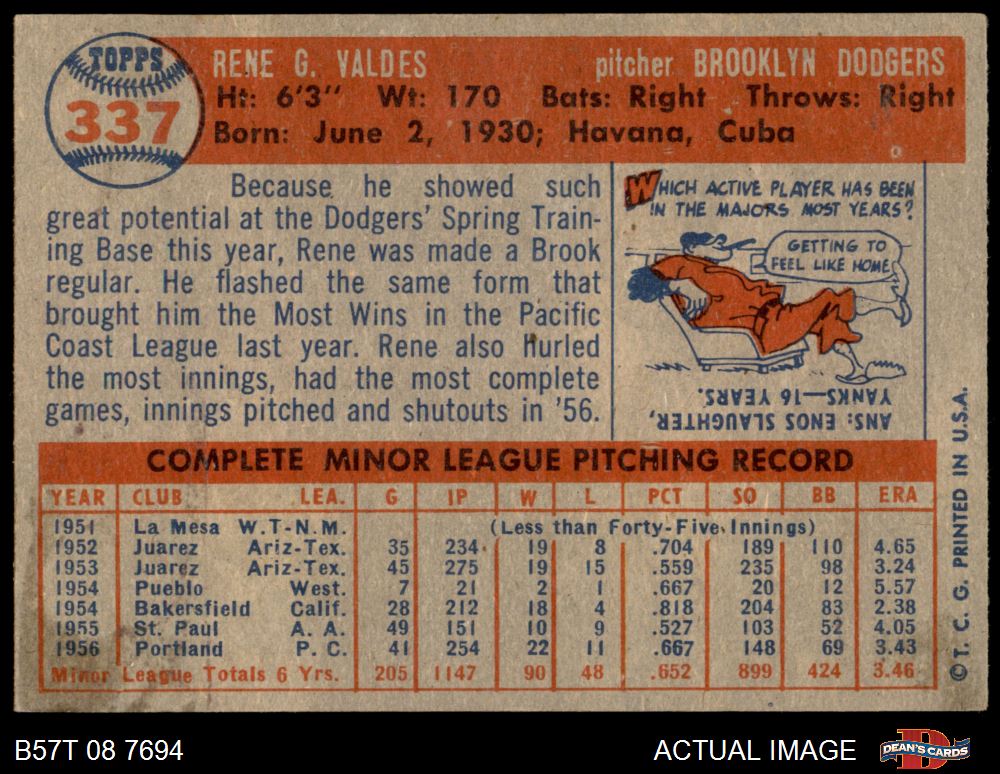 TOPPS
337
RENE G. VALDES pitcher BROOKLYN DODGERS
Ht: 6'3" Wt: 170 Bats: Right Throws: Right
Born: June 2, 1930; Havana, Cuba
Because he showed such
great potential at the Dodgers' Spring Train-
ing Base this year, Rene was made a Brook
regular. He flashed the same form that
brought him the Most Wins in the Pacific
Coast League last year. Rene also hurled
the most innings, had the most complete
games, innings pitched and shutouts in '56.
WHICH ACTIVE PLAYER HAS BEEN
IN THE MAJORS MOST YEARS?
GETTING TO
FEEL LIKE HOME
ANS: ENOS SLAUGHTER,
YANKS—16 YEARS.
COMPLETE MINOR LEAGUE PITCHING RECORD
YEAR CLUB LEA. G IP W L PCT SO BB ERA
1951 La Mesa W.T-N.M. (Less than Forty-Five Innings)
1952 Juarez Ariz-Tex. 35 234 19 8 .704 189 110 4.65
1953 Juarez Ariz-Tex. 45 275 19 15 .559 235 98 3.24
1954 Pueblo West. 7 21 2 1 .667 20 12 5.57
1954 Bakersfield Calif. 28 212 18 4 .818 204 83 2.38
1955 St. Paul A. A. 49 151 10 9 .527 103 52 4.05
1956 Portland P. C. 41 254 22 11 .667 148 69 3.43
Minor League Totals 6 Yrs. 205 1147 90 48 .652 899 424 3.46
©T. C. G. PRINTED IN U.S.A.
B57T 08 7694 ACTUAL IMAGE DEAN'S CARDS